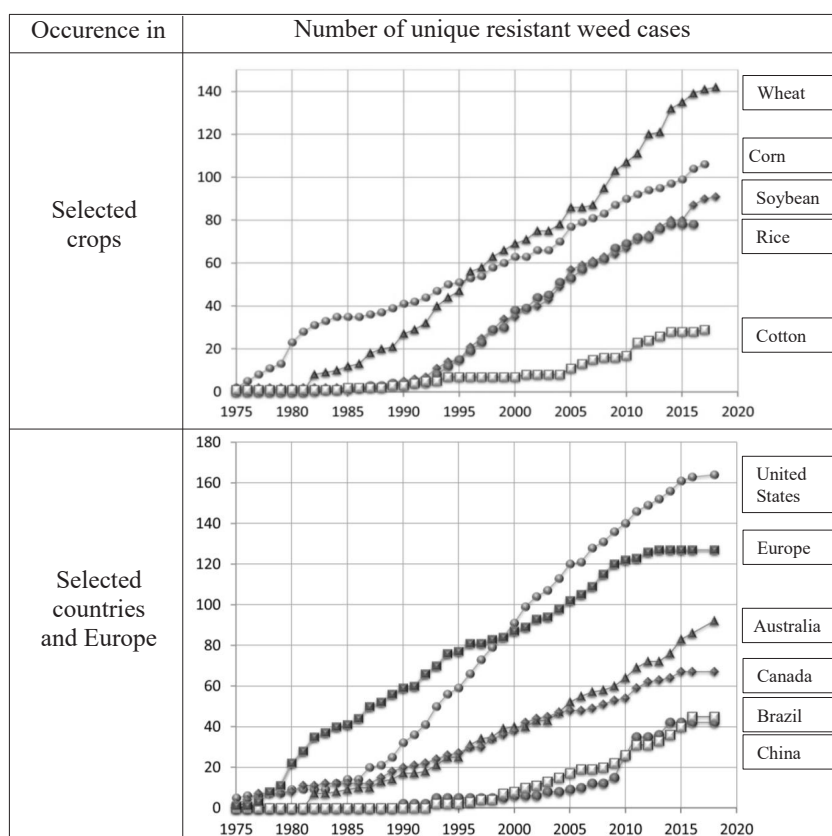 Occurence in
Number of unique resistant weed cases
Selected
crops
140
120
100
80
60
40
20
0
1975 1980 1985 1990 1995 2000 2005 2010 2015 2020
Wheat
Corn
Soybean
Rice
Cotton
Selected
countries
and Europe
180
160
140
120
100
80
60
40
20
0
1975 1980 1985 1990 1995 2000 2005 2010 2015 2020
United
States
Europe
Australia
Canada
Brazil
China